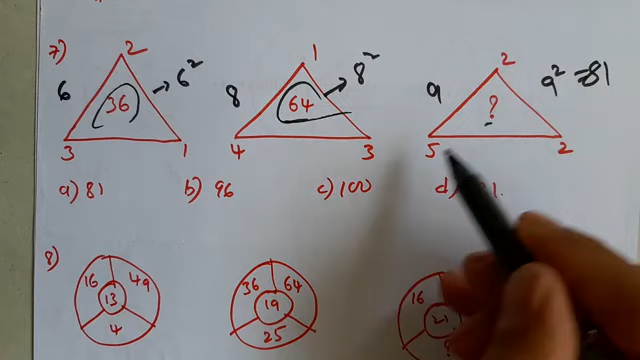 7)
2 1 2
6 36 → 6² 8 64 → 8² 9 ? 9² = 81
3 1 4 3 5 2
a) 81 b) 96 c) 100 d)
8)
16 49 36 64 16
13 19
4 25